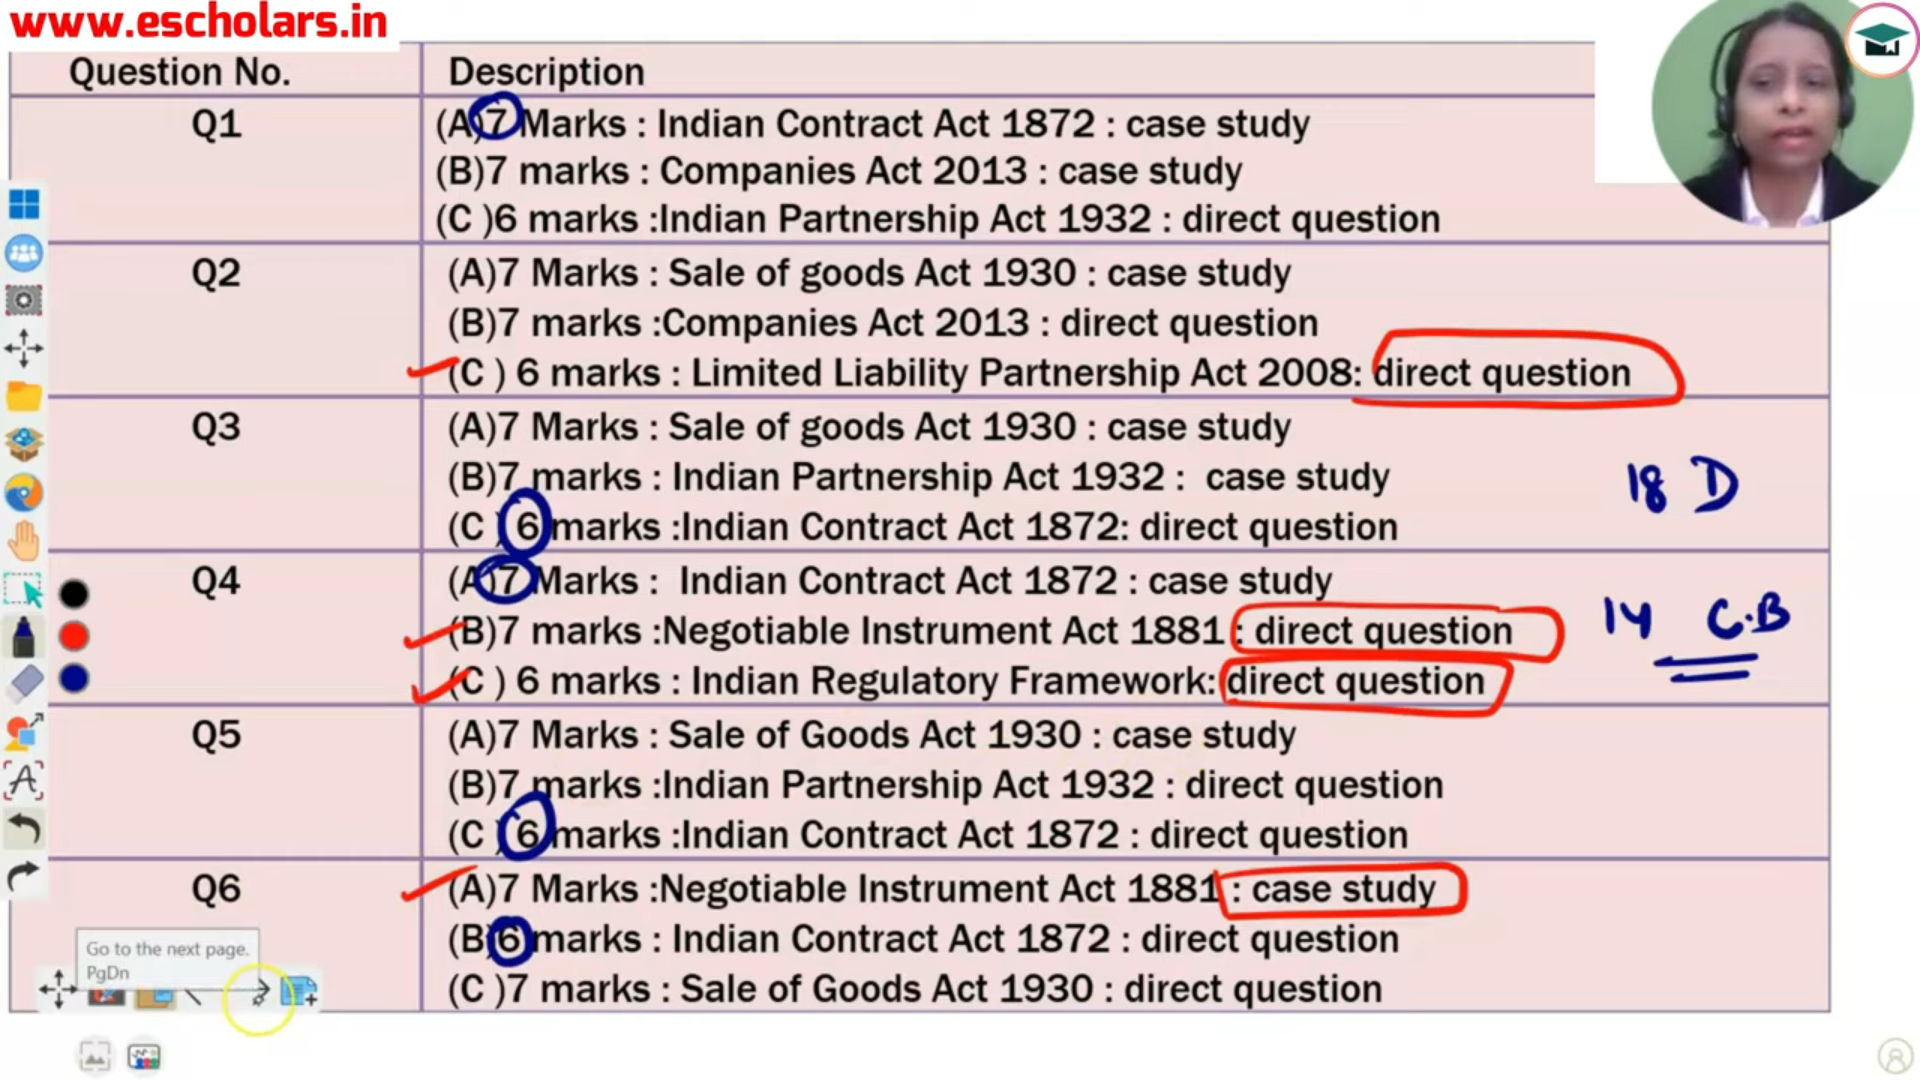 www.escholars.in
Question No. Description
Q1 (A)7 Marks : Indian Contract Act 1872 : case study
(B)7 marks : Companies Act 2013 : case study
(C )6 marks :Indian Partnership Act 1932 : direct question
Q2 (A)7 Marks : Sale of goods Act 1930 : case study
(B)7 marks :Companies Act 2013 : direct question
(C ) 6 marks : Limited Liability Partnership Act 2008: direct question
Q3 (A)7 Marks : Sale of goods Act 1930 : case study
(B)7 marks : Indian Partnership Act 1932 : case study
18 D
(C ) 6 marks :Indian Contract Act 1872: direct question
Q4 (A)7 Marks : Indian Contract Act 1872 : case study
(B)7 marks :Negotiable Instrument Act 1881 : direct question
14 C.B
(C ) 6 marks : Indian Regulatory Framework: direct question
Q5 (A)7 Marks : Sale of Goods Act 1930 : case study
(B)7 marks :Indian Partnership Act 1932 : direct question
(C ) 6 marks :Indian Contract Act 1872 : direct question
Q6 (A)7 Marks :Negotiable Instrument Act 1881 : case study
(B)6 marks : Indian Contract Act 1872 : direct question
(C )7 marks : Sale of Goods Act 1930 : direct question
Go to the next page.
PgDn